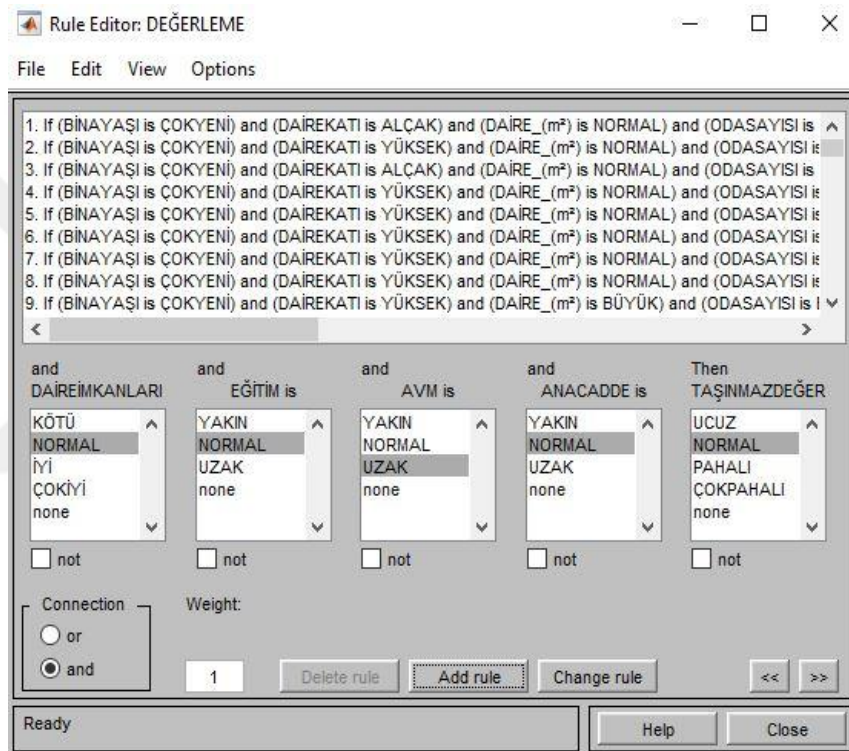 Rule Editor: DEĞERLEME
File Edit View Options
1. If (BİNAYAŞI is ÇOKYENİ) and (DAİREKATI is ALÇAK) and (DAİRE_(m²) is NORMAL) and (ODASAYISI is
2. If (BİNAYAŞI is ÇOKYENİ) and (DAİREKATI is YÜKSEK) and (DAİRE_(m²) is NORMAL) and (ODASAYISI is
3. If (BİNAYAŞI is ÇOKYENİ) and (DAİREKATI is ALÇAK) and (DAİRE_(m²) is NORMAL) and (ODASAYISI is
4. If (BİNAYAŞI is ÇOKYENİ) and (DAİREKATI is YÜKSEK) and (DAİRE_(m²) is NORMAL) and (ODASAYISI is
5. If (BİNAYAŞI is ÇOKYENİ) and (DAİREKATI is YÜKSEK) and (DAİRE_(m²) is NORMAL) and (ODASAYISI is
6. If (BİNAYAŞI is ÇOKYENİ) and (DAİREKATI is YÜKSEK) and (DAİRE_(m²) is NORMAL) and (ODASAYISI is
7. If (BİNAYAŞI is ÇOKYENİ) and (DAİREKATI is YÜKSEK) and (DAİRE_(m²) is NORMAL) and (ODASAYISI is
8. If (BİNAYAŞI is ÇOKYENİ) and (DAİREKATI is YÜKSEK) and (DAİRE_(m²) is NORMAL) and (ODASAYISI is
9. If (BİNAYAŞI is ÇOKYENİ) and (DAİREKATI is YÜKSEK) and (DAİRE_(m²) is BÜYÜK) and (ODASAYISI is
and and and and Then
DAİREİMKANLARI EĞİTİM is AVM is ANACADDE is TAŞINMAZDEĞER
KÖTÜ YAKIN YAKIN YAKIN UCUZ
NORMAL NORMAL NORMAL NORMAL NORMAL
İYİ UZAK UZAK UZAK PAHALI
ÇOKİYİ none none none ÇOKPAHALI
none none
not not not not not
Connection Weight:
or
and 1 Delete rule Add rule Change rule << >>
Ready Help Close